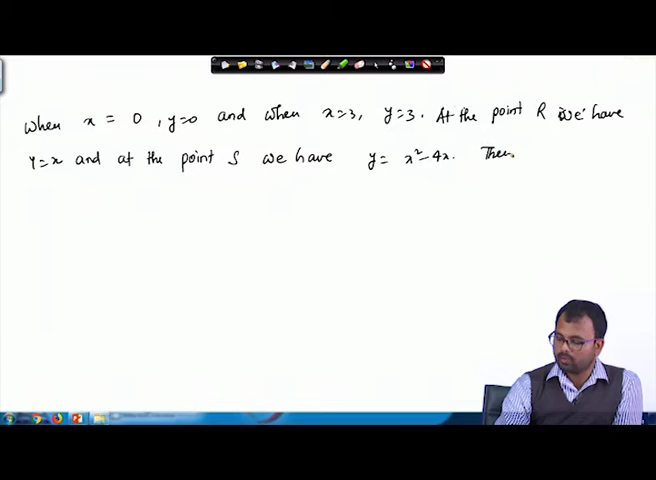 When x = 0 , y=0 and when x=3, y=3. At the point R we have
Y=x and at the point S we have y= x²-4x. Then